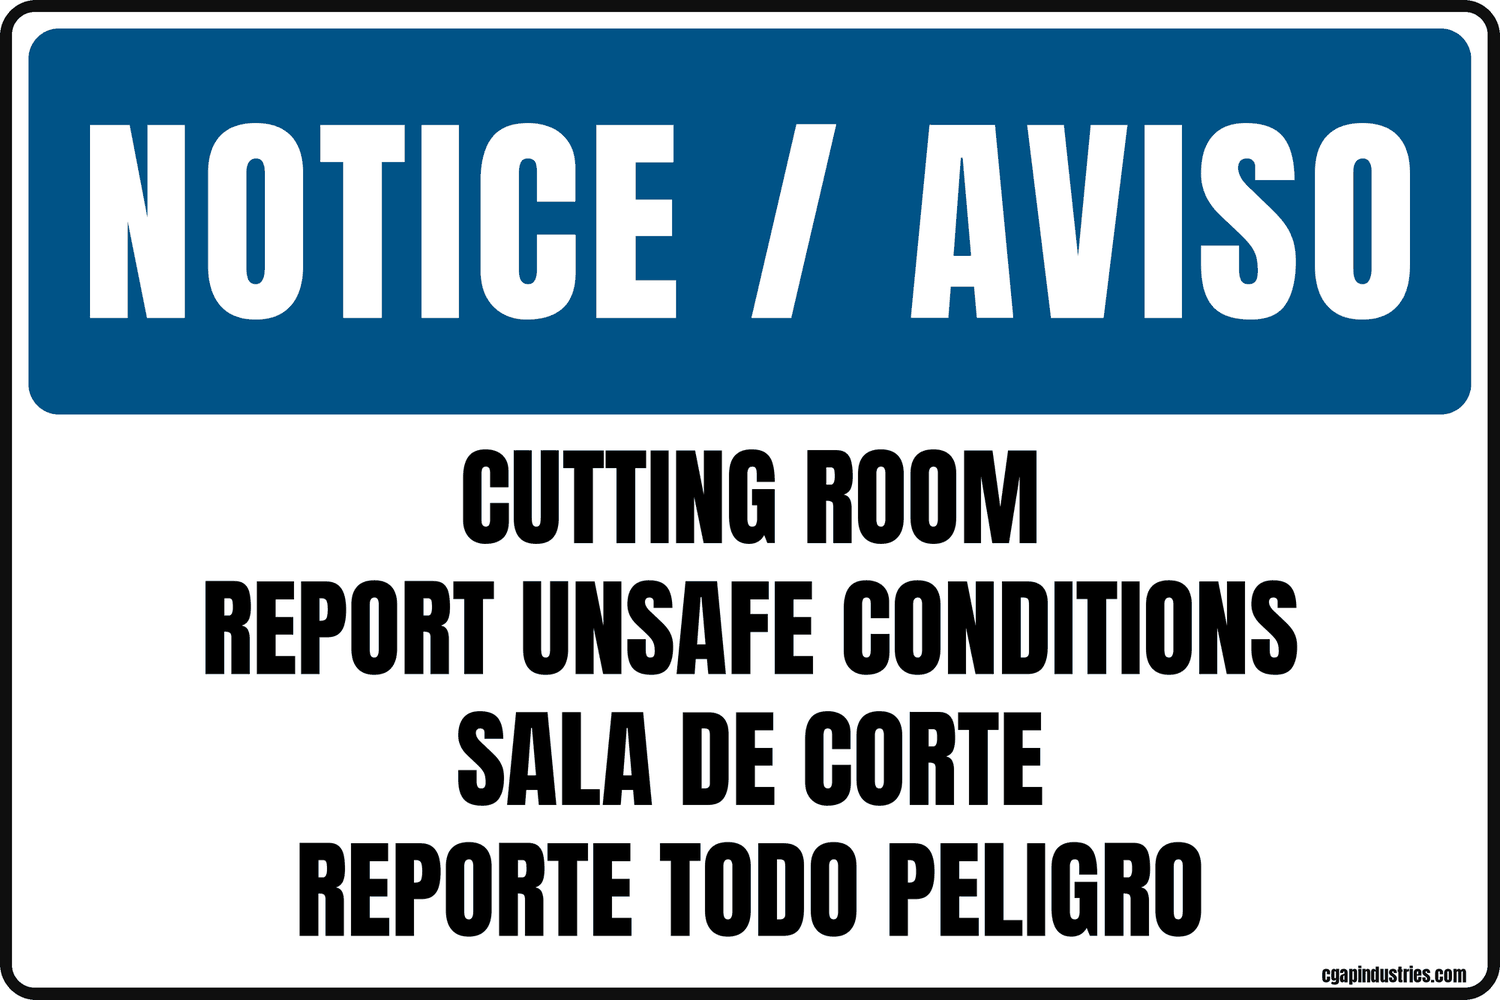 NOTICE / AVISO
CUTTING ROOM
REPORT UNSAFE CONDITIONS
SALA DE CORTE
REPORTE TODO PELIGRO
cgapindustries.com